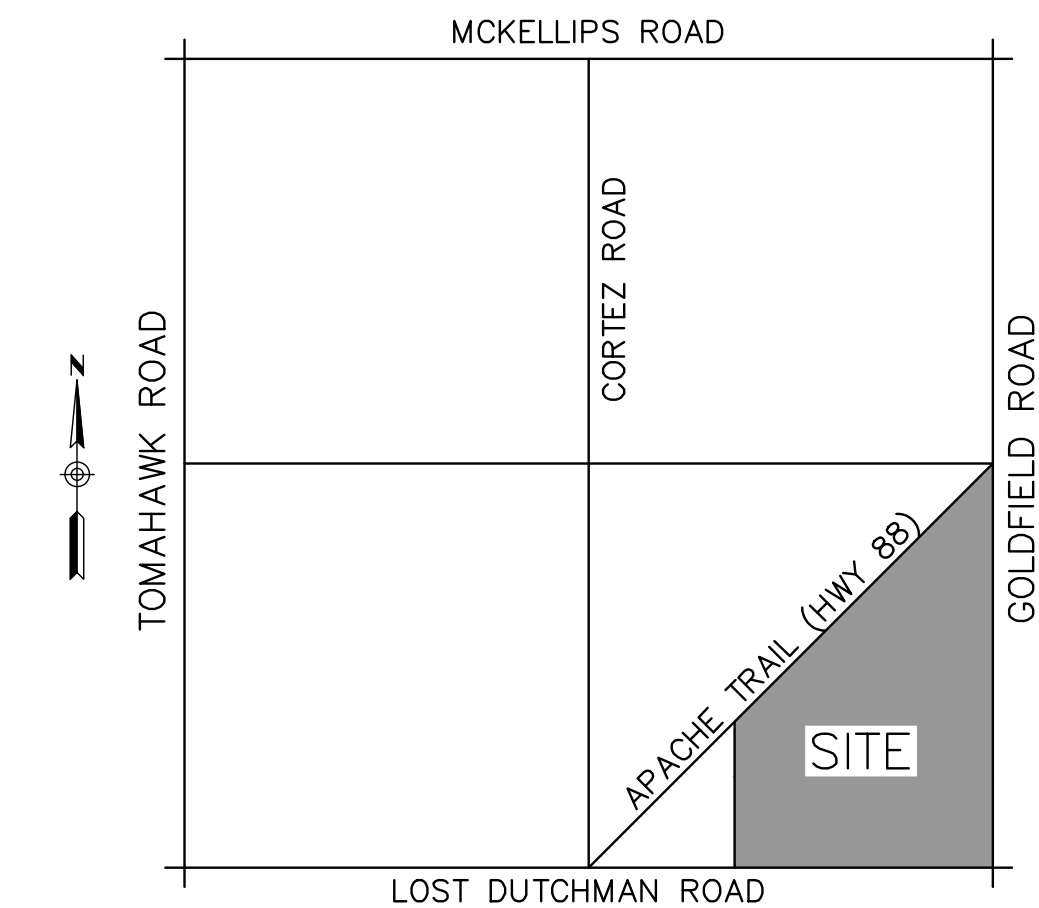 MCKELLIPS ROAD
CORTEZ ROAD
N
TOMAHAWK ROAD
GOLDFIELD ROAD
APACHE TRAIL (HWY 88)
SITE
LOST DUTCHMAN ROAD